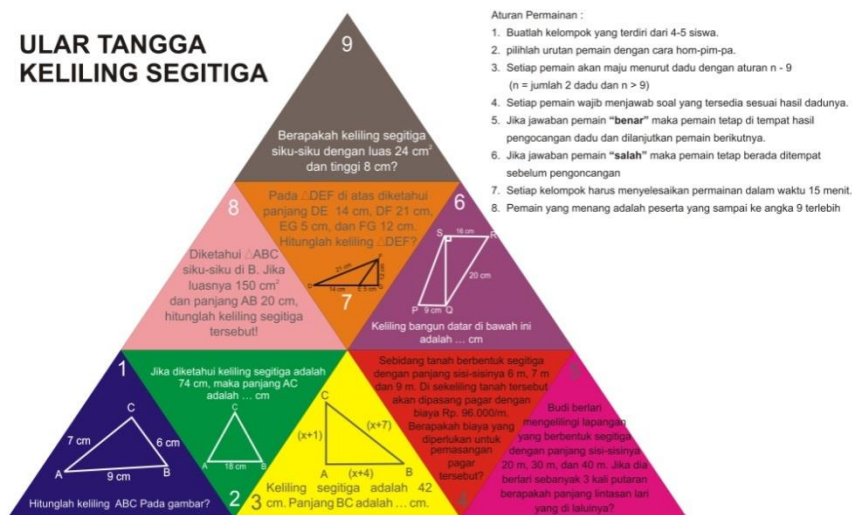 ULAR TANGGA
KELILING SEGITIGA
Aturan Permainan :
1. Buatlah kelompok yang terdiri dari 4-5 siswa.
2. pilihlah urutan pemain dengan cara hom-pim-pa.
3. Setiap pemain akan maju menurut dadu dengan aturan n - 9
(n = jumlah 2 dadu dan n > 9)
4. Setiap pemain wajib menjawab soal yang tersedia sesuai hasil dadunya.
5. Jika jawaban pemain “benar” maka pemain tetap di tempat hasil
pengocangan dadu dan dilanjutkan pemain berikutnya.
6. Jika jawaban pemain “salah” maka pemain tetap berada ditempat
sebelum pengoncangan
7. Setiap kelompok harus menyelesaikan permainan dalam waktu 15 menit.
8. Pemain yang menang adalah peserta yang sampai ke angka 9 terlebih
9
Berapakah keliling segitiga
siku-siku dengan luas 24 cm²
dan tinggi 8 cm?
8
Diketahui △ABC
siku-siku di B. Jika
luasnya 150 cm²
dan panjang AB 20 cm,
hitunglah keliling segitiga
tersebut!
Pada △DEF di atas diketahui
panjang DE 14 cm, DF 21 cm,
EG 5 cm, dan FG 12 cm.
Hitunglah keliling △DEF?
21 cm
12 cm
14 cm
E 5 cm
7
6
S
16 cm
R
20 cm
P
9 cm
Q
Keliling bangun datar di bawah ini
adalah ... cm
1
C
7 cm
6 cm
A
9 cm
B
Hitunglah keliling ABC Pada gambar?
Jika diketahui keliling segitiga adalah
74 cm, maka panjang AC
adalah ... cm
C
A
18 cm
B
2
C
(x+1)
(x+7)
A
(x+4)
B
3
Keliling segitiga adalah 42
cm. Panjang BC adalah ... cm.
Sebidang tanah berbentuk segitiga
dengan panjang sisi-sisinya 6 m, 7 m
dan 9 m. Di sekeliling tanah tersebut
akan dipasang pagar dengan
biaya Rp. 96.000/m.
Berapakah biaya yang
diperlukan untuk
pemasangan
pagar
tersebut?
4
5
Budi berlari
mengelilingi lapangan
yang berbentuk segitiga
dengan panjang sisi-sisinya
20 m, 30 m, dan 40 m. Jika dia
berlari sebanyak 3 kali putaran
berapakah panjang lintasan lari
yang di laluinya?